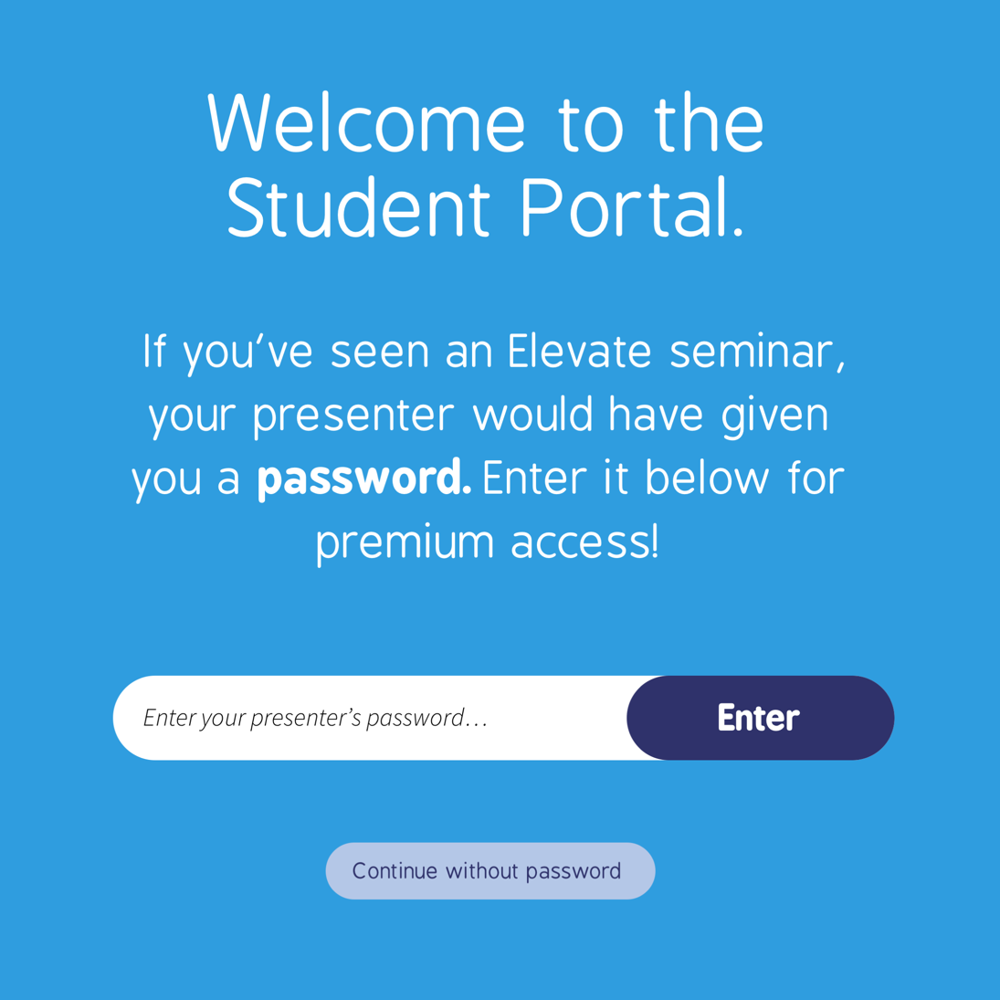 Welcome to the
Student Portal.
If you’ve seen an Elevate seminar,
your presenter would have given
you a password. Enter it below for
premium access!
Enter your presenter’s password…
Enter
Continue without password